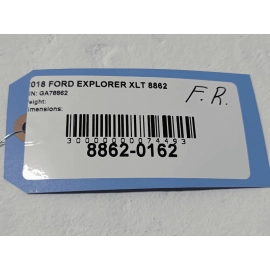 018 FORD EXPLORER XLT 8862
IN: GA78862
eight:
imensions:
F.R.
3000000074493
8862-0162